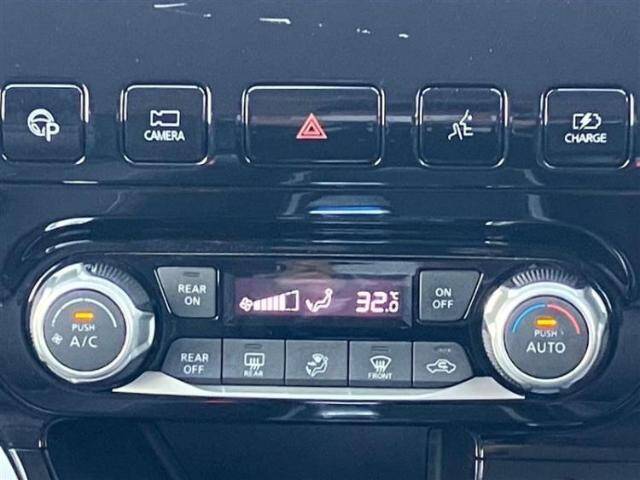 P
CAMERA
CHARGE
REAR
ON
32.0
℃
ON
OFF
PUSH
A/C
PUSH
AUTO
REAR
OFF
REAR
FRONT